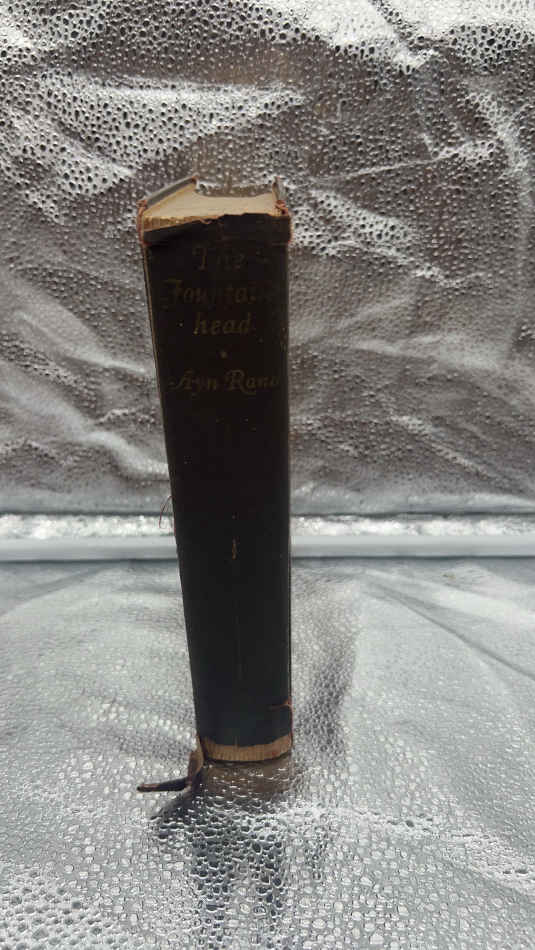 The
Fountain
head
Ayn Rand